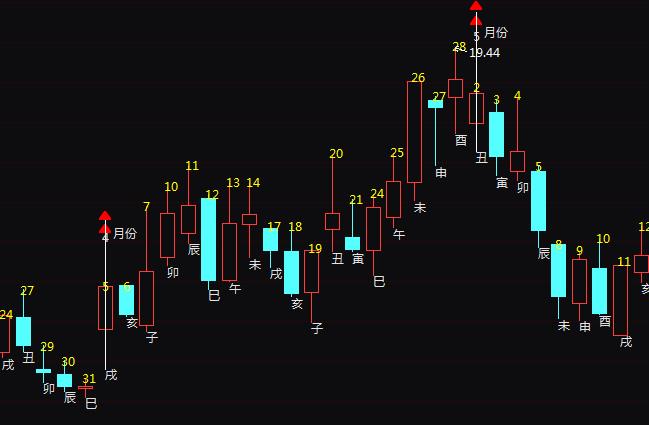 24
戌
27
丑
29
卯
30
辰
31
巳
4 月份
5
戌
6
亥
7
子
10
卯
11
辰
12
巳
13
午
14
未
17
戌
18
亥
19
子
20
丑
21
寅
24
巳
25
午
26
未
27
申
28
19.44
酉
5 月份
2
丑
3
寅
4
卯
5
辰
8
未
9
申
10
酉
11
戌
12
亥